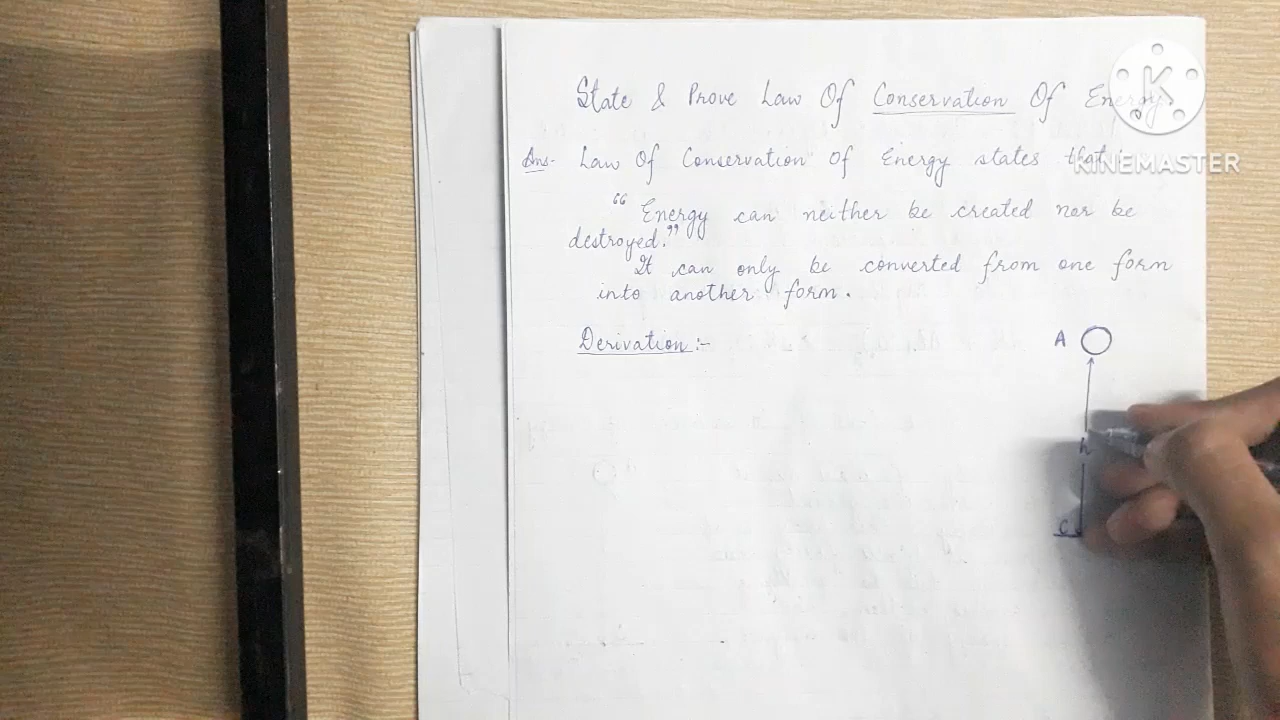 State & Prove Law Of Conservation Of Energy
Ans- Law Of Conservation Of Energy states that
"Energy can neither be created nor be
destroyed."
It can only be converted from one form
into another form.
Derivation :-
A
h
C
K
KINEMASTER